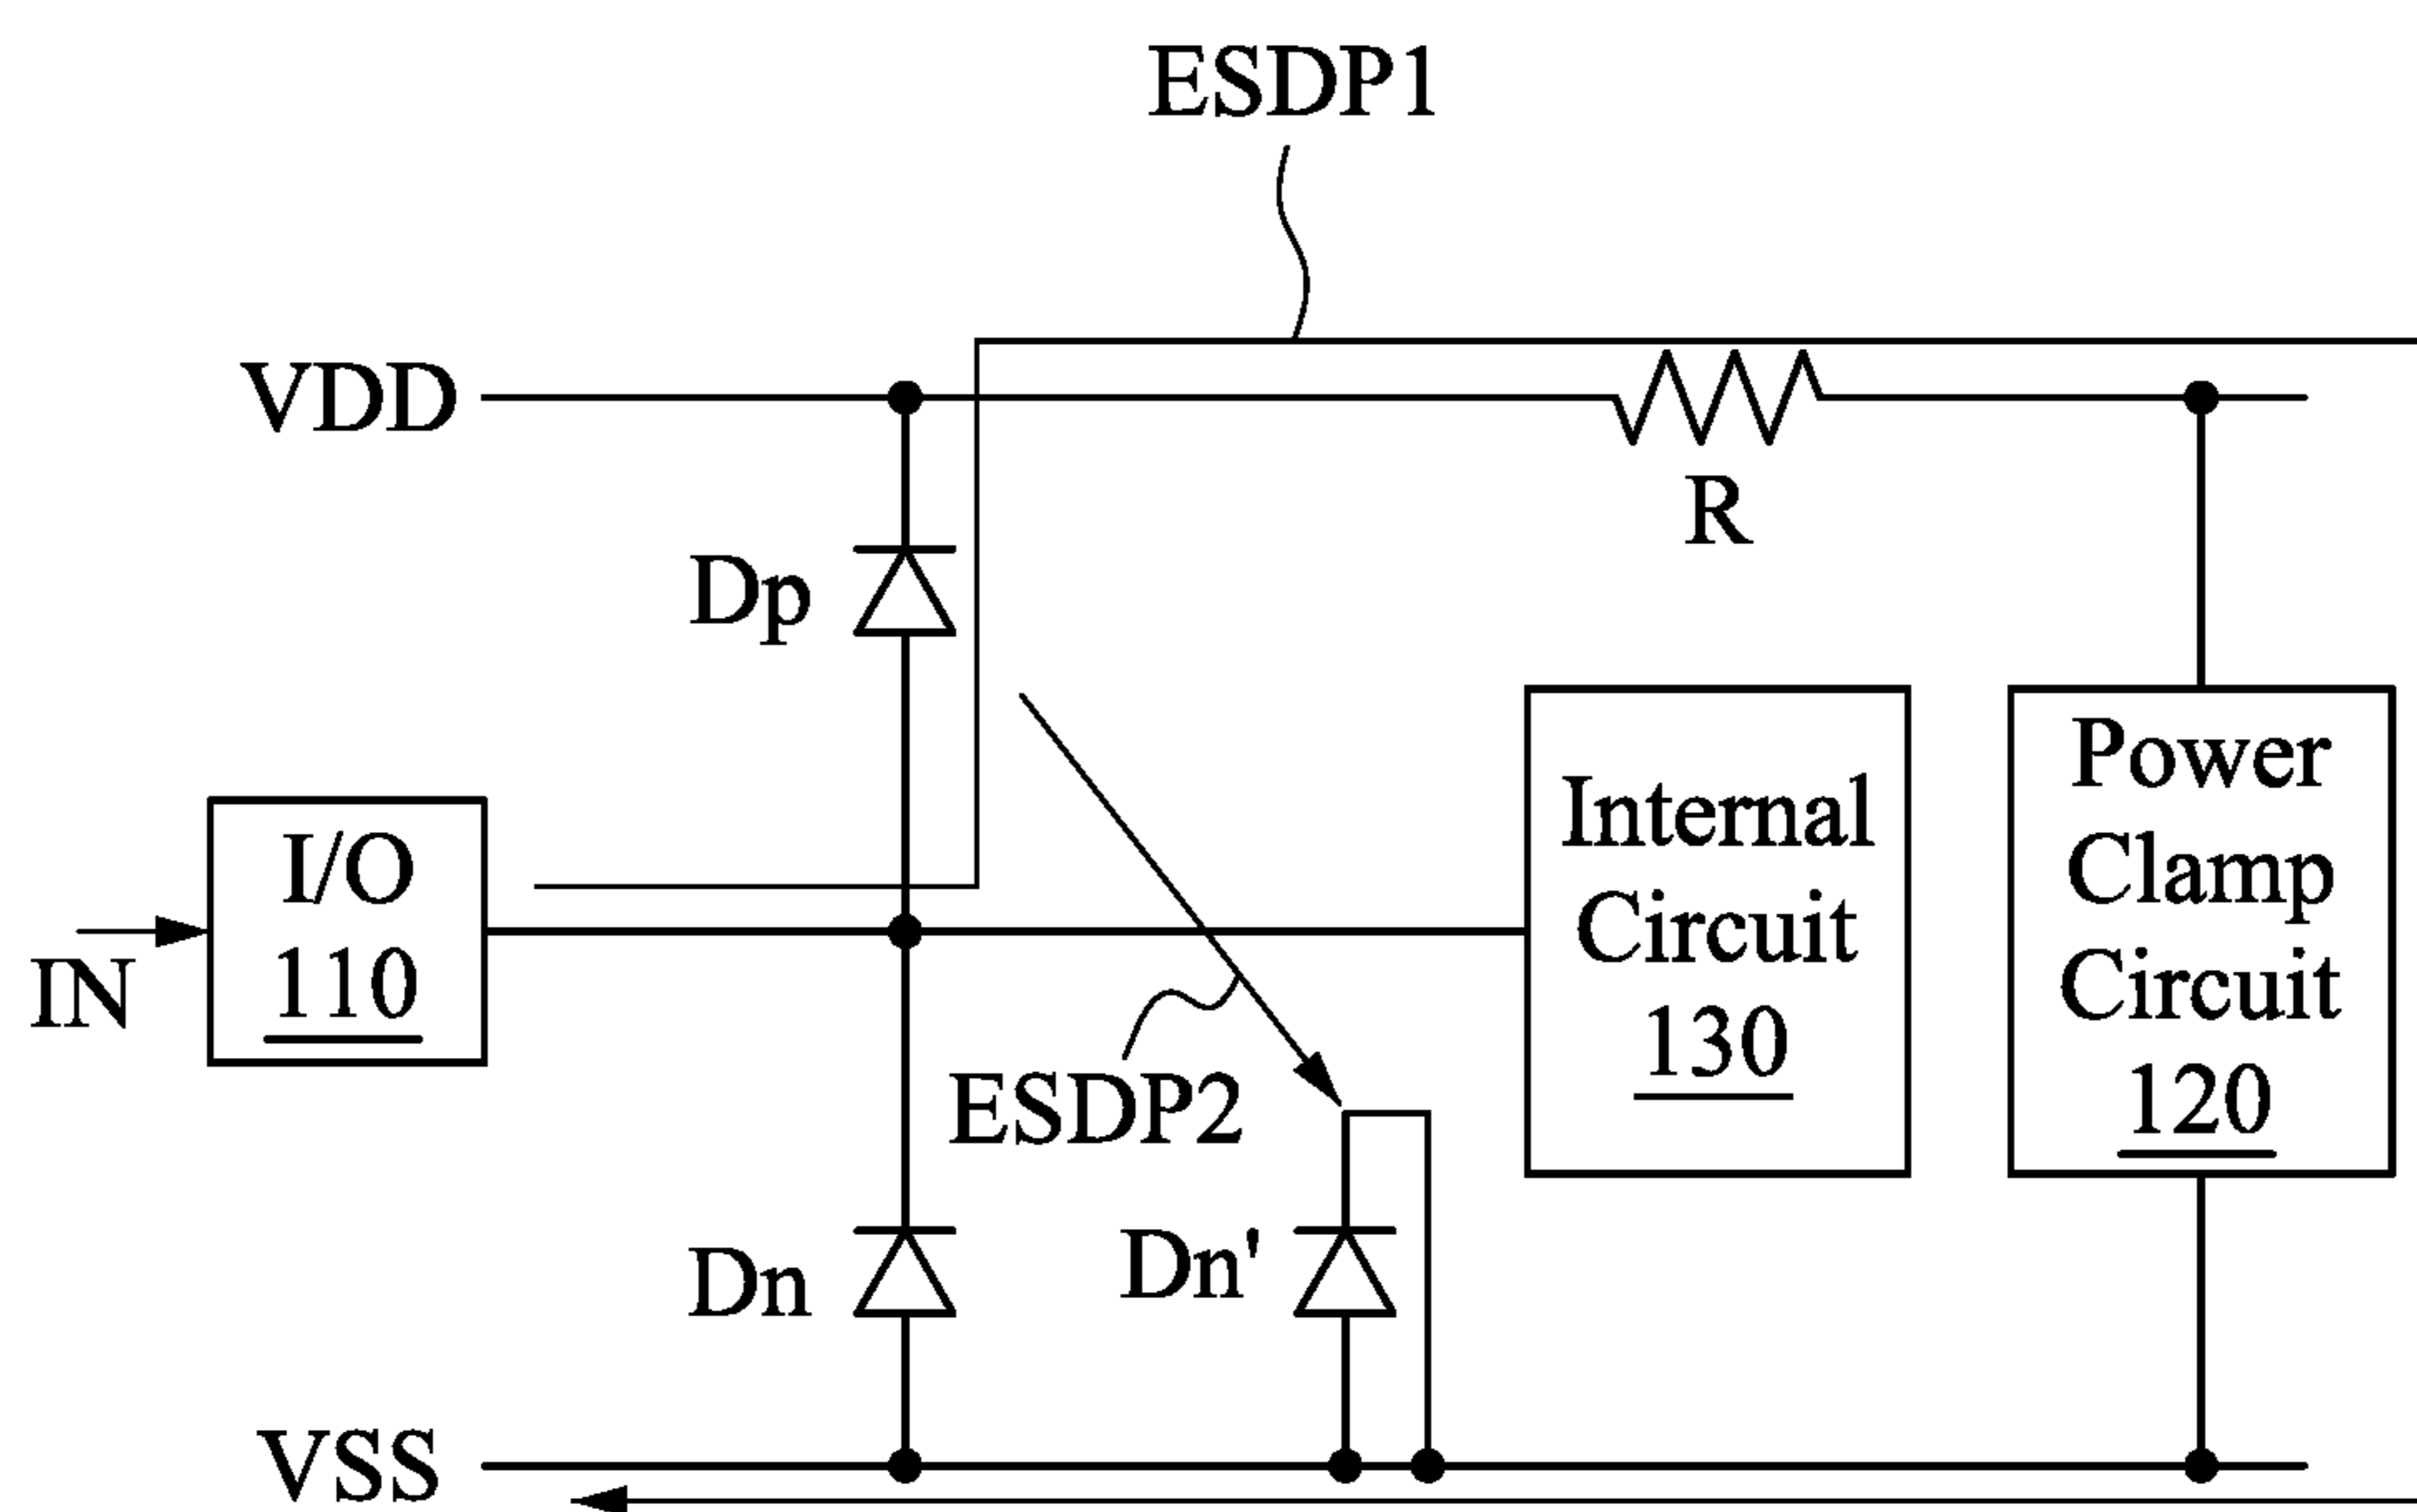 ESDP1
VDD
R
Dp
I/O
110
IN
Internal
Circuit
130
Power
Clamp
Circuit
120
ESDP2
Dn
Dn'
VSS